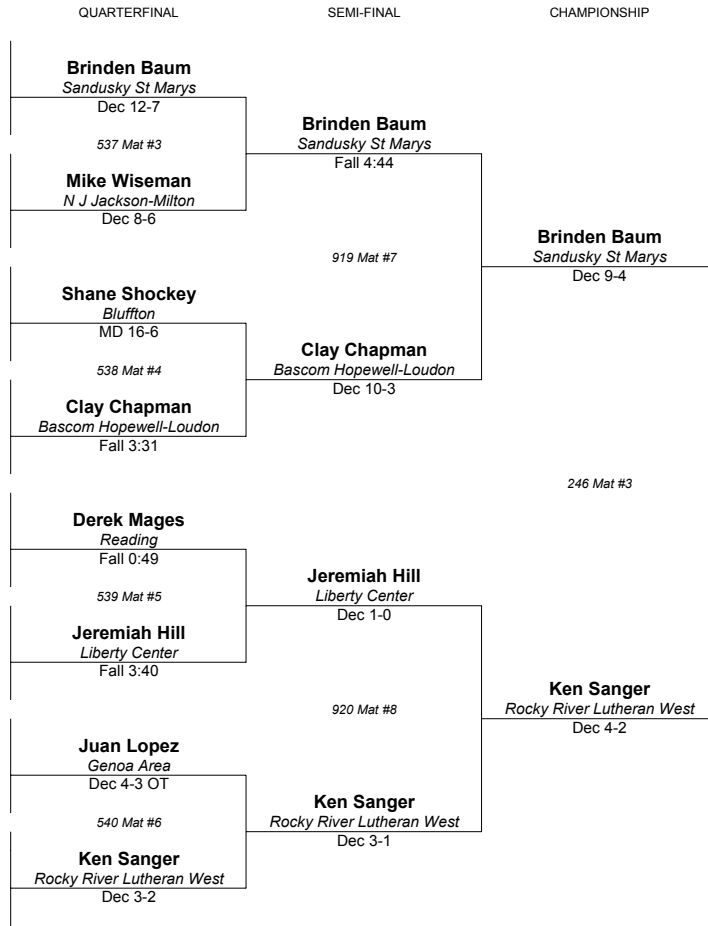 QUARTERFINAL
SEMI-FINAL
CHAMPIONSHIP
Brinden Baum
Sandusky St Marys
Dec 12-7
537 Mat #3
Mike Wiseman
N J Jackson-Milton
Dec 8-6
Shane Shockey
Bluffton
MD 16-6
538 Mat #4
Clay Chapman
Bascom Hopewell-Loudon
Fall 3:31
Derek Mages
Reading
Fall 0:49
539 Mat #5
Jeremiah Hill
Liberty Center
Fall 3:40
Juan Lopez
Genoa Area
Dec 4-3 OT
540 Mat #6
Ken Sanger
Rocky River Lutheran West
Dec 3-2
Brinden Baum
Sandusky St Marys
Fall 4:44
919 Mat #7
Clay Chapman
Bascom Hopewell-Loudon
Dec 10-3
Jeremiah Hill
Liberty Center
Dec 1-0
920 Mat #8
Ken Sanger
Rocky River Lutheran West
Dec 3-1
Brinden Baum
Sandusky St Marys
Dec 9-4
246 Mat #3
Ken Sanger
Rocky River Lutheran West
Dec 4-2